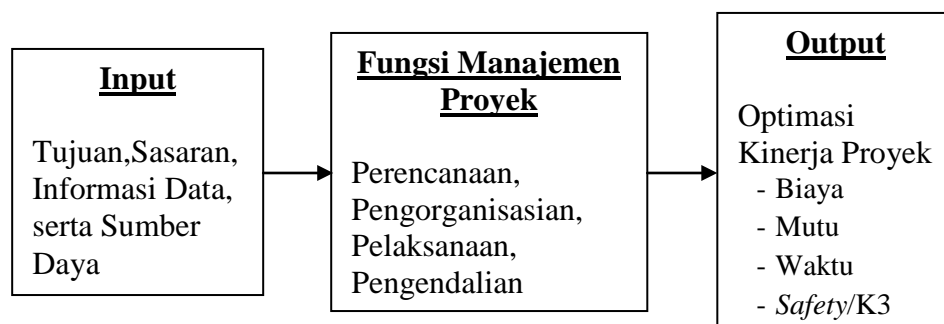 Input
Tujuan,Sasaran,
Informasi Data,
serta Sumber
Daya
Fungsi Manajemen
Proyek
Perencanaan,
Pengorganisasian,
Pelaksanaan,
Pengendalian
Output
Optimasi
Kinerja Proyek
- Biaya
- Mutu
- Waktu
- Safety/K3